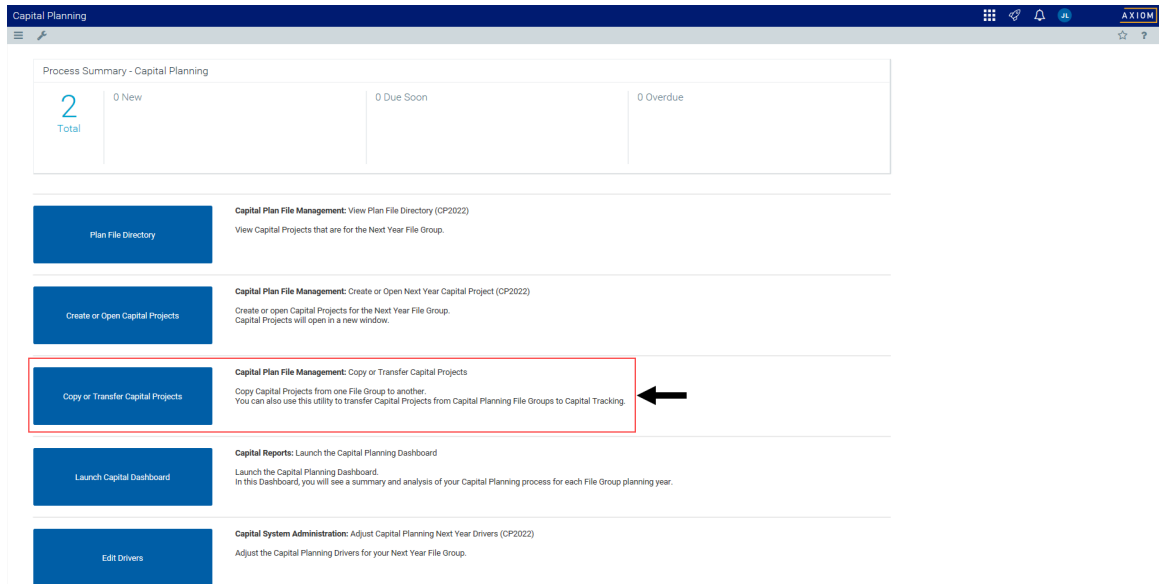 Capital Planning
JL
AXIOM
?
Process Summary - Capital Planning
2
Total
0 New
0 Due Soon
0 Overdue
Plan File Directory
Capital Plan File Management: View Plan File Directory (CP2022)
View Capital Projects that are for the Next Year File Group.
Create or Open Capital Projects
Capital Plan File Management: Create or Open Next Year Capital Project (CP2022)
Create or open Capital Projects for the Next Year File Group.
Capital Projects will open in a new window.
Copy or Transfer Capital Projects
Capital Plan File Management: Copy or Transfer Capital Projects
Copy Capital Projects from one File Group to another.
You can also use this utility to transfer Capital Projects from Capital Planning File Groups to Capital Tracking.
Launch Capital Dashboard
Capital Reports: Launch the Capital Planning Dashboard
Launch the Capital Planning Dashboard.
In this Dashboard, you will see a summary and analysis of your Capital Planning process for each File Group planning year.
Edit Drivers
Capital System Administration: Adjust Capital Planning Next Year Drivers (CP2022)
Adjust the Capital Planning Drivers for your Next Year File Group.